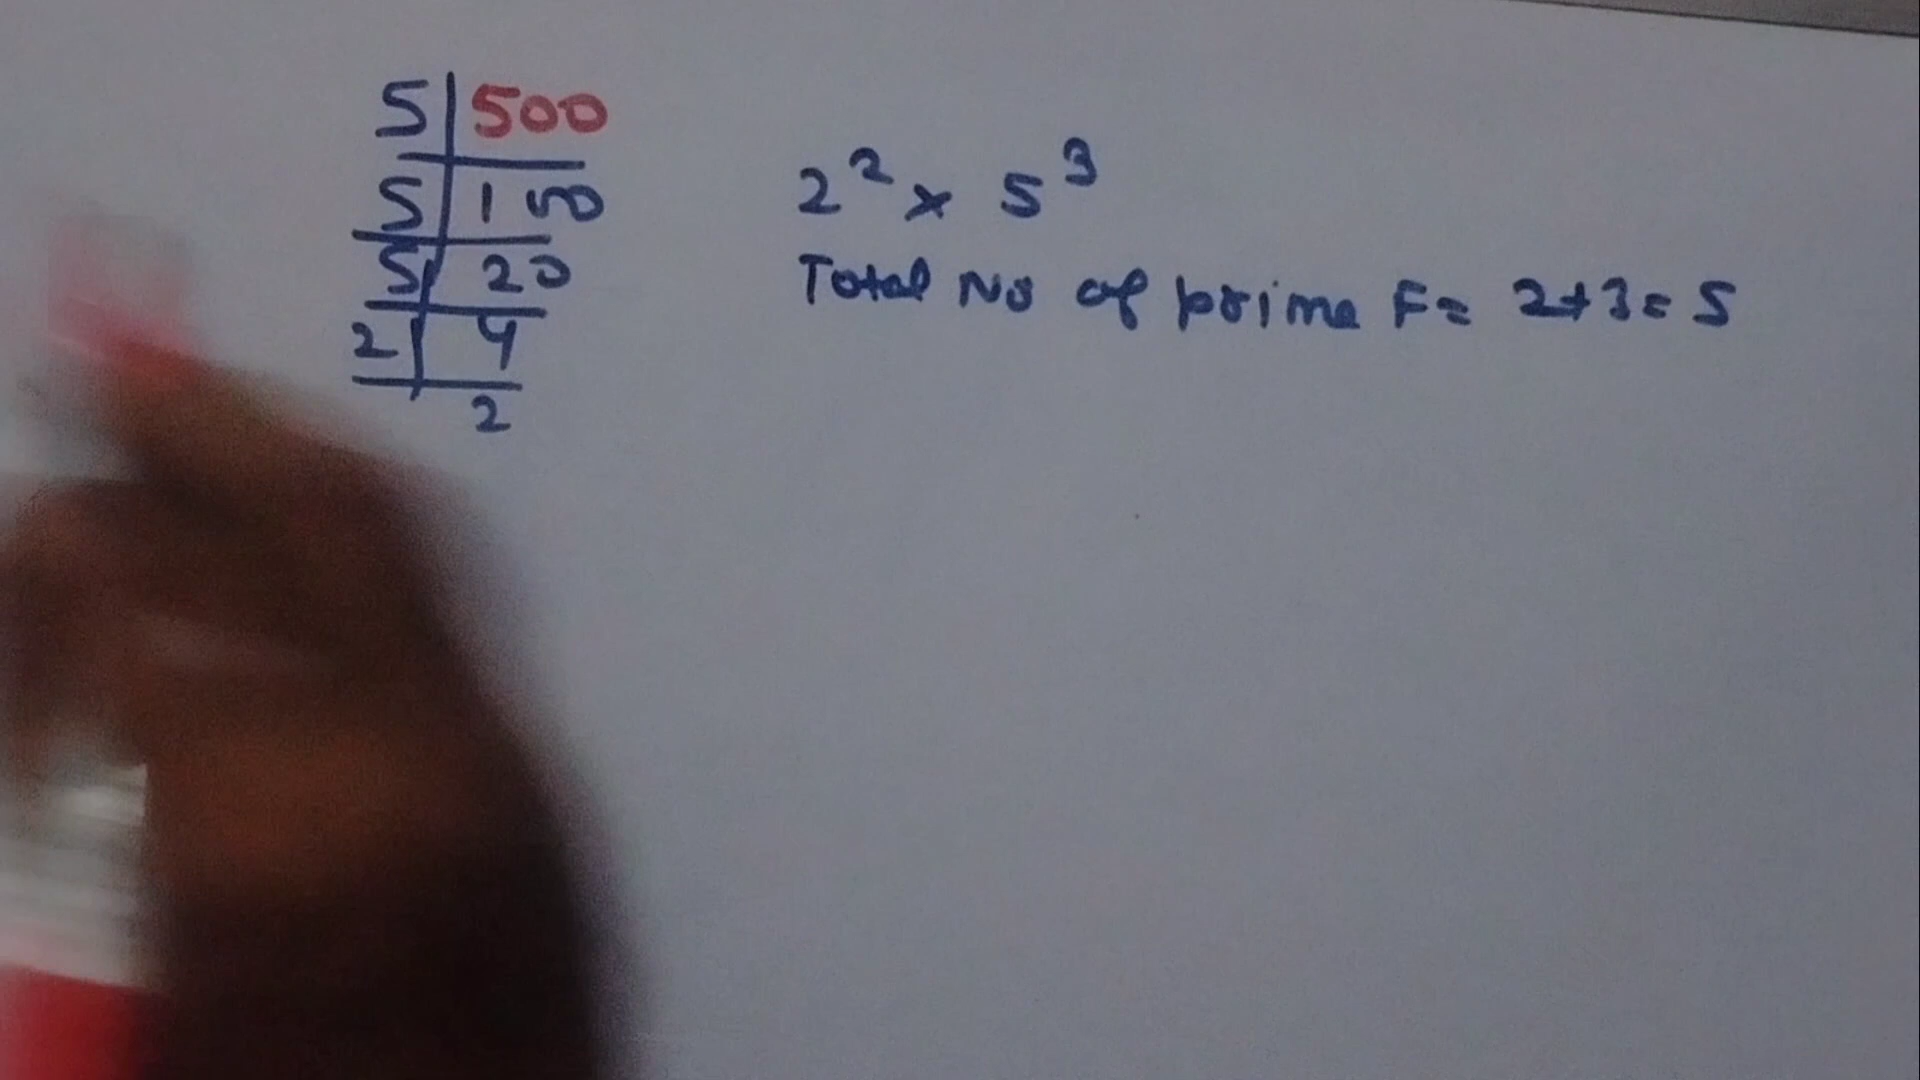 5 | 500
5 | 100
5 | 20
2 | 4
2
2² × 5³
Total No of prime F = 2+3 = 5